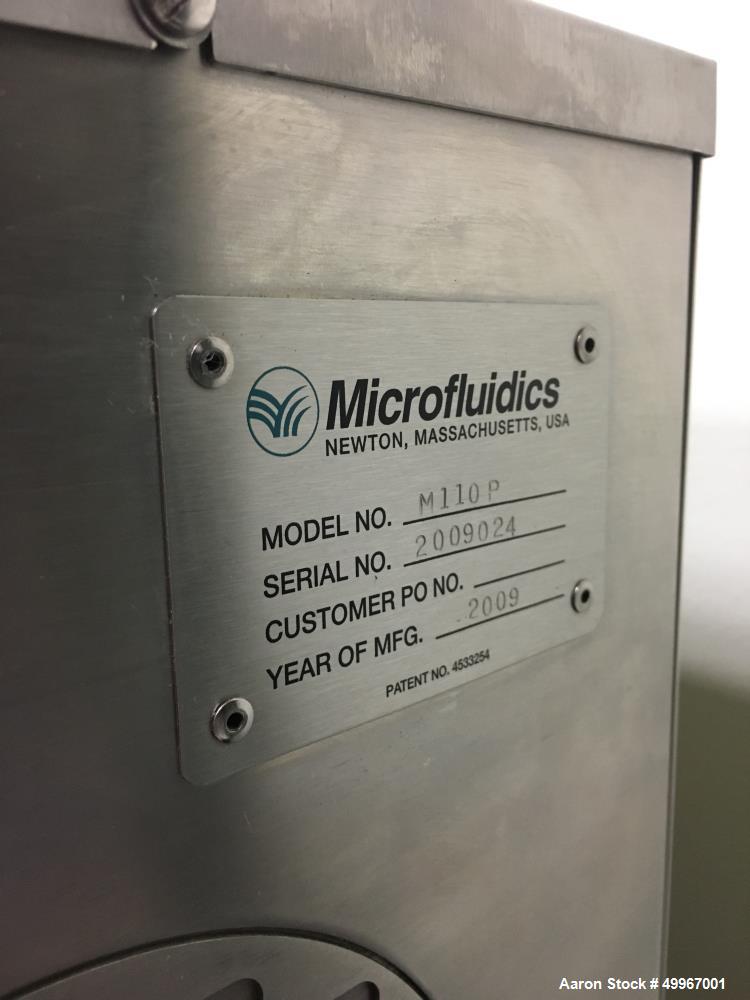 Microfluidics
NEWTON, MASSACHUSETTS, USA
MODEL NO. M110P
SERIAL NO. 2009024
CUSTOMER PO NO.
YEAR OF MFG. 2009
PATENT NO. 4533254
Aaron Stock # 49967001